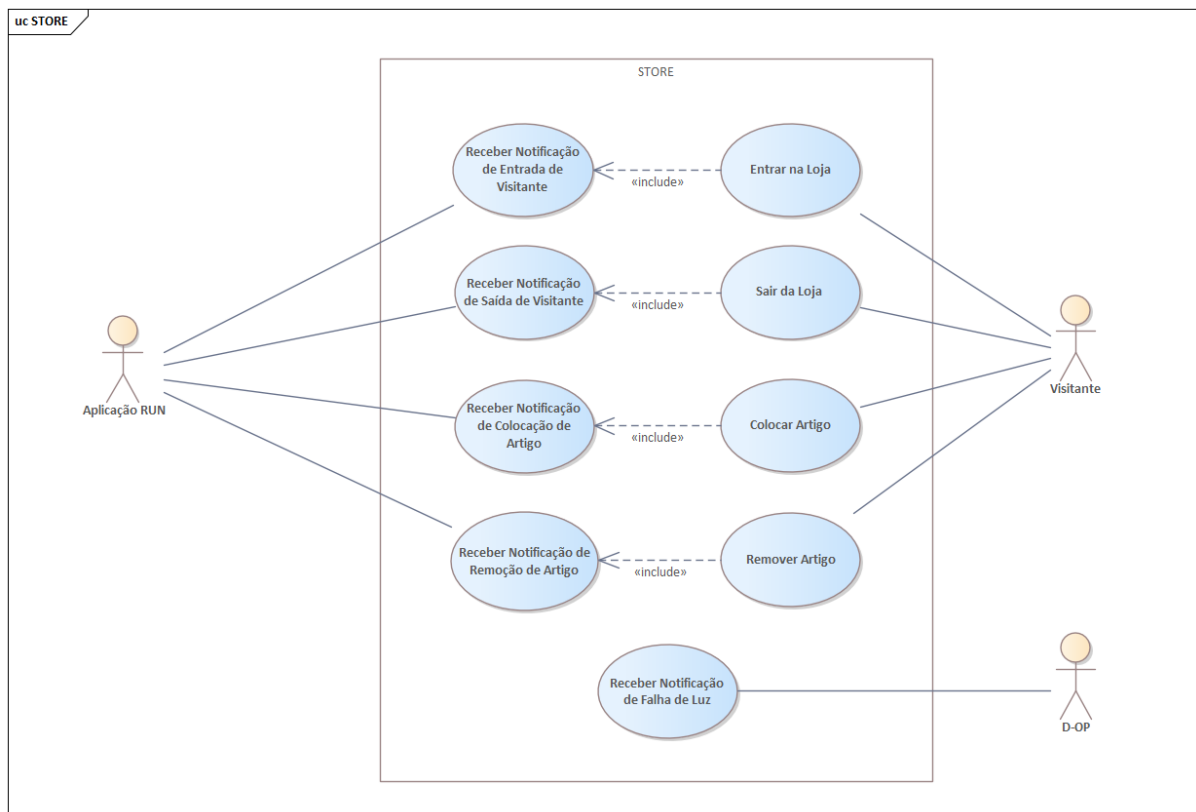 uc STORE
STORE
Receber Notificação
de Entrada de
Visitante
«include»
Entrar na Loja
Receber Notificação
de Saída de Visitante
«include»
Sair da Loja
Aplicação RUN
Visitante
Receber Notificação
de Colocação de
Artigo
«include»
Colocar Artigo
Receber Notificação de
Remoção de Artigo
«include»
Remover Artigo
Receber Notificação
de Falha de Luz
D-OP